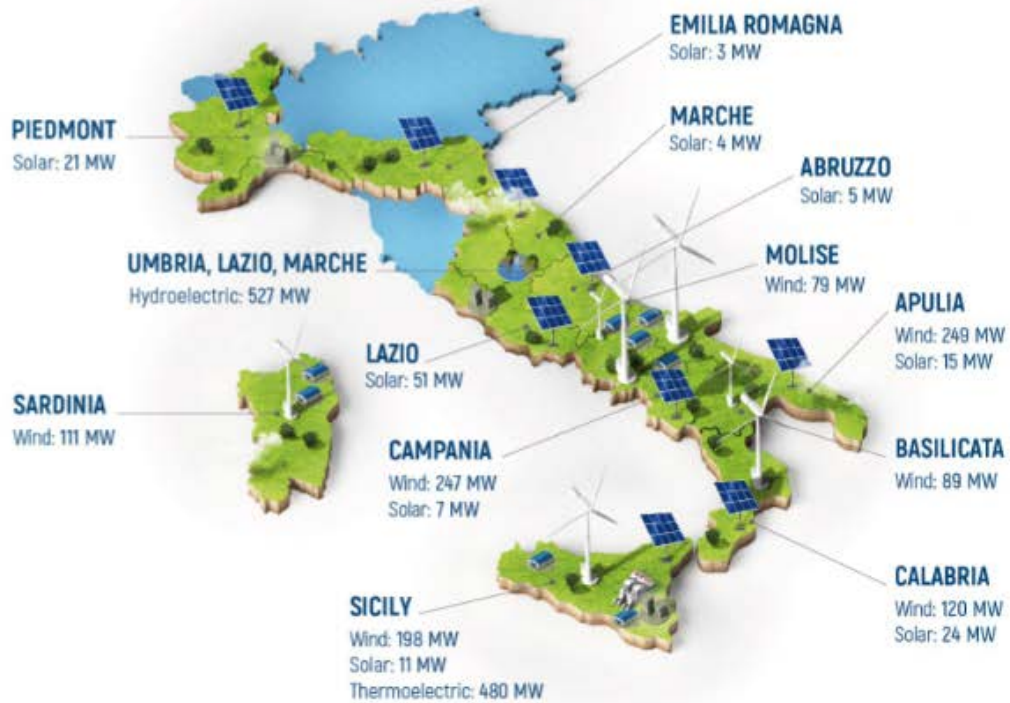 EMILIA ROMAGNA
Solar: 3 MW
PIEDMONT
Solar: 21 MW
MARCHE
Solar: 4 MW
ABRUZZO
Solar: 5 MW
UMBRIA, LAZIO, MARCHE
Hydroelectric: 527 MW
MOLISE
Wind: 79 MW
APULIA
Wind: 249 MW
Solar: 15 MW
LAZIO
Solar: 51 MW
SARDINIA
Wind: 111 MW
CAMPANIA
Wind: 247 MW
Solar: 7 MW
BASILICATA
Wind: 89 MW
CALABRIA
Wind: 120 MW
Solar: 24 MW
SICILY
Wind: 198 MW
Solar: 11 MW
Thermoelectric: 480 MW